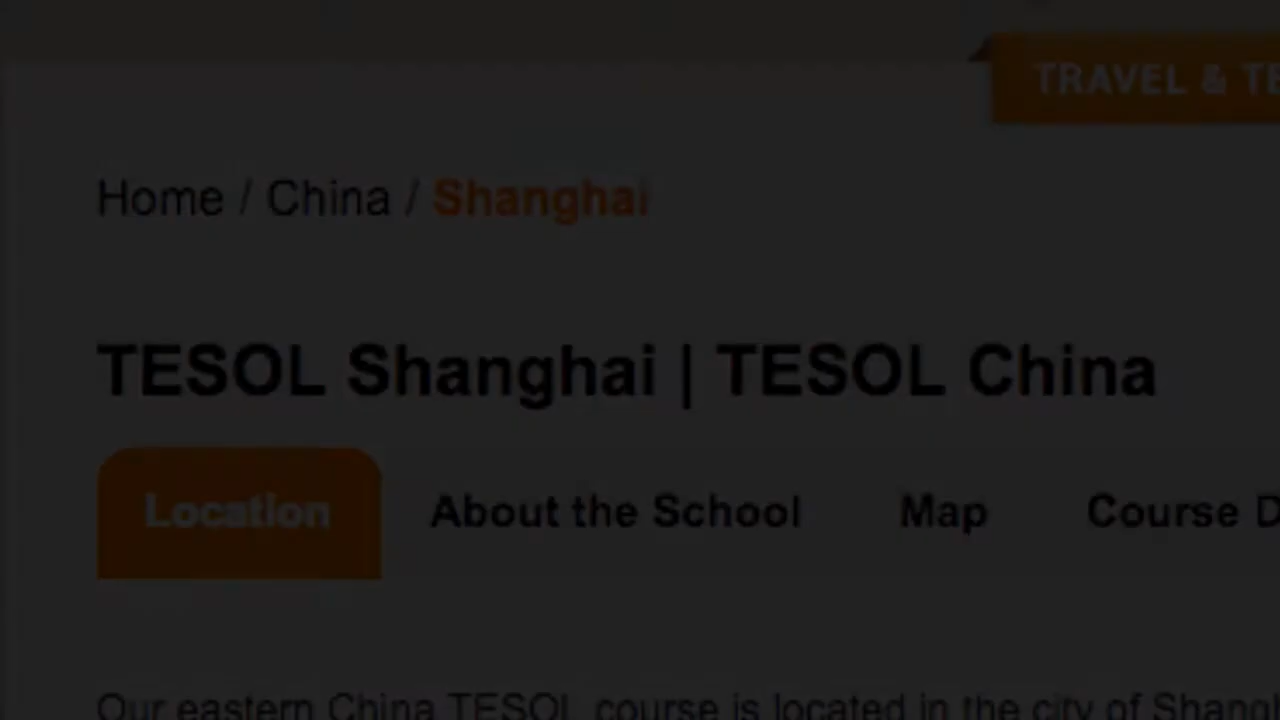 TRAVEL & TE
Home / China / Shanghai
TESOL Shanghai | TESOL China
Location About the School Map Course D
Our eastern China TESOL course is located in the city of Shangh